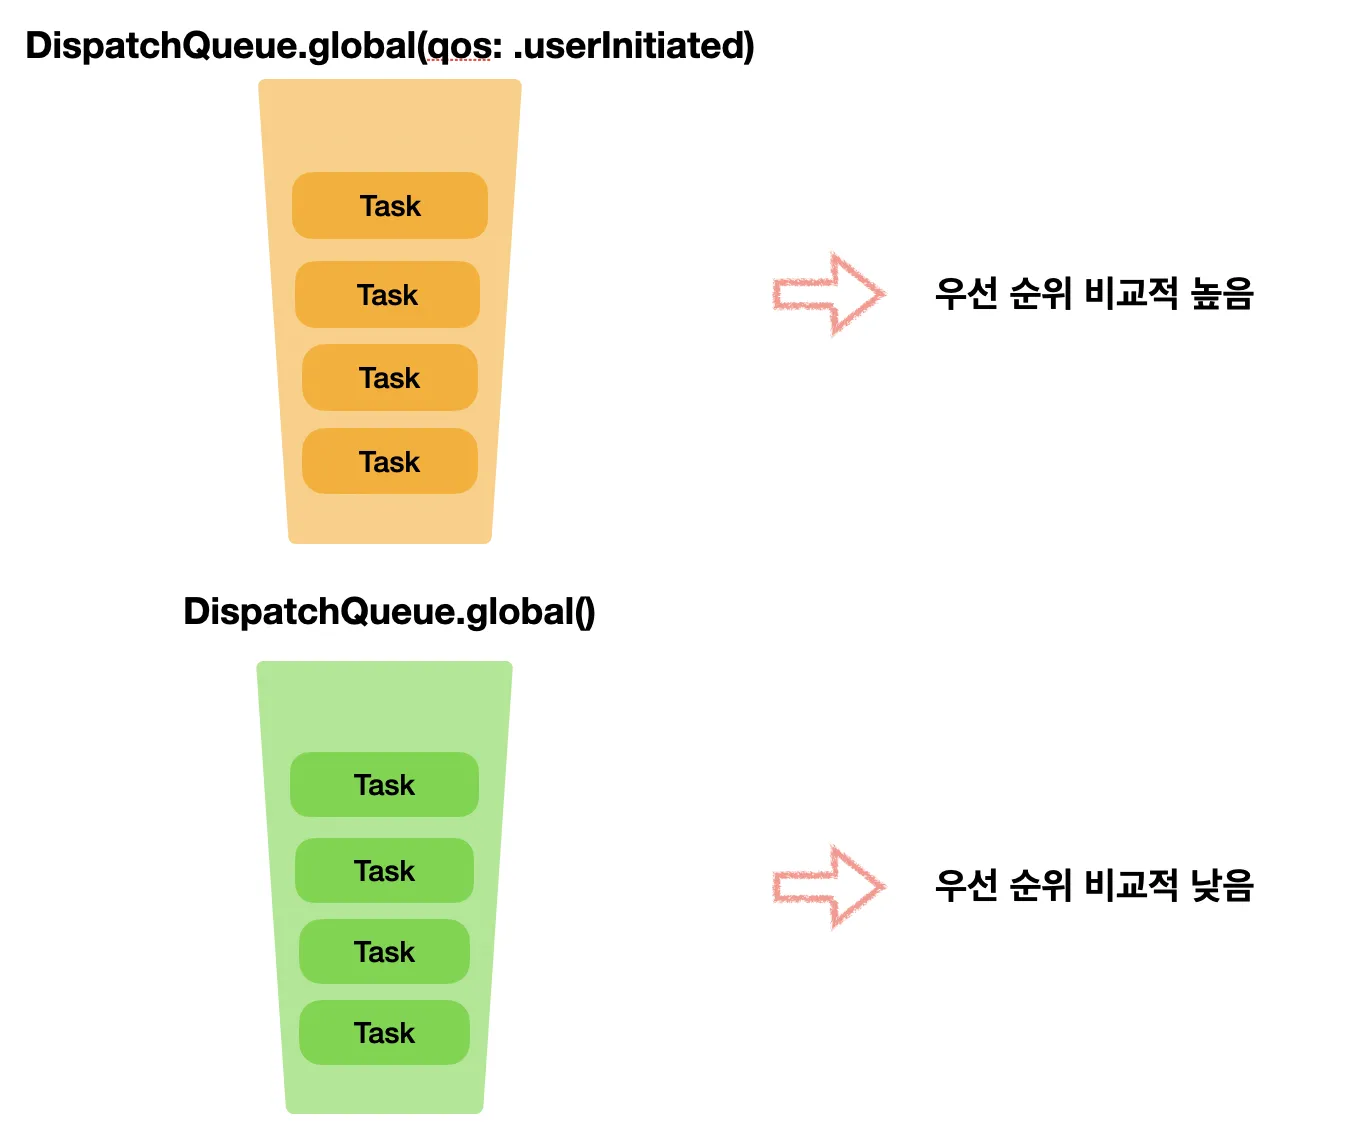 DispatchQueue.global(qos: .userInitiated)
Task
Task
Task
Task
우선 순위 비교적 높음
DispatchQueue.global()
Task
Task
Task
Task
우선 순위 비교적 낮음